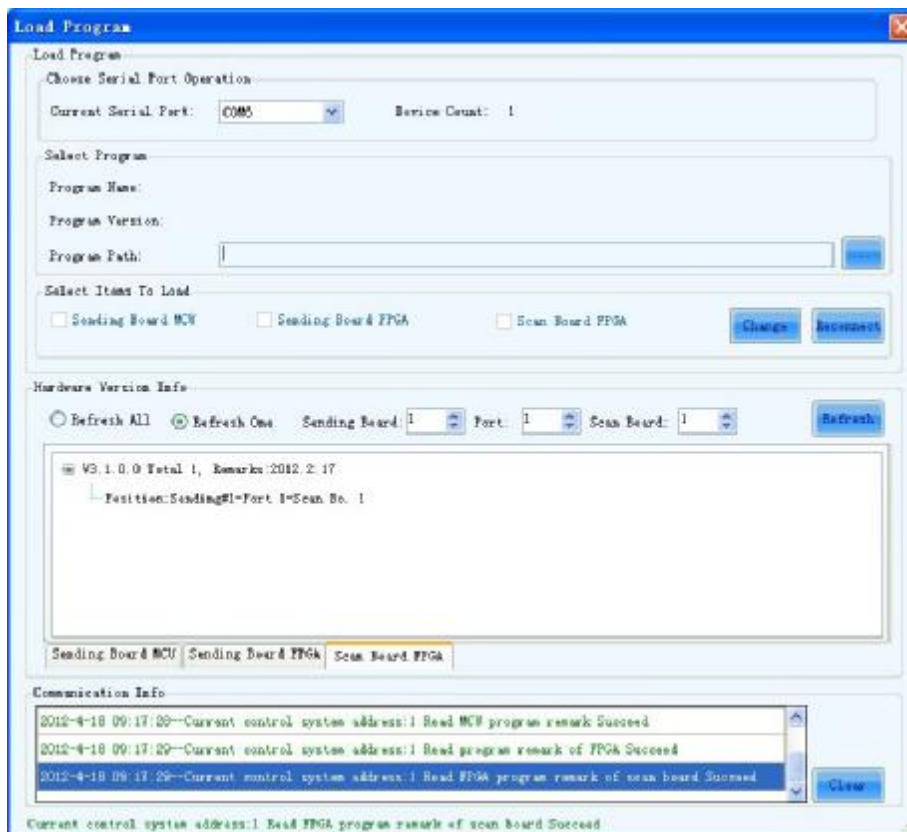 Load Program
Load Program
Choose Serial Port Operation
Current Serial Port: COM5 Device Count: 1
Select Program
Program Name:
Program Version:
Program Path:
Select Items To Load
Sending Board MCU Sending Board FPGA Scan Board FPGA Change Reconnect
Hardware Version Info
Refresh All Refresh One Sending Board: 1 Port: 1 Scan Board: 1 Refresh
V3.1.0.0 Total 1, Remarks:2012.2.17
Position:Sending#1-Port 1-Scan No. 1
Sending Board MCU Sending Board FPGA Scan Board FPGA
Communication Info
2012-4-18 09:17:29--Current control system address:1 Read MCU program remark Succeed
2012-4-18 09:17:29--Current control system address:1 Read program remark of FPGA Succeed
2012-4-18 09:17:29--Current control system address:1 Read FPGA program remark of scan board Succeed
Clear
Current control system address:1 Read FPGA program remark of scan board Succeed